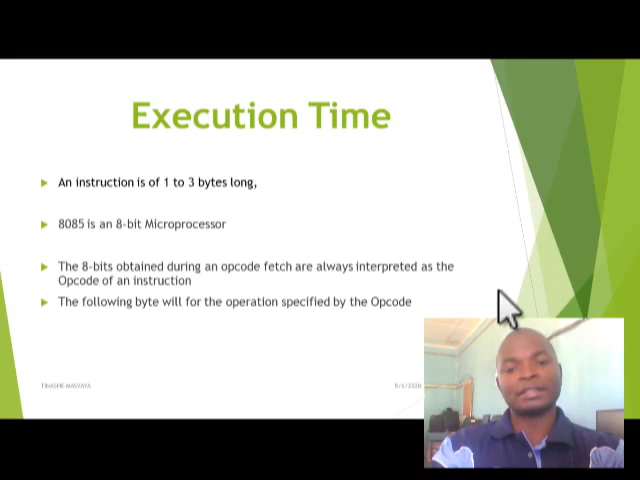 Execution Time
An instruction is of 1 to 3 bytes long,
8085 is an 8-bit Microprocessor
The 8-bits obtained during an opcode fetch are always interpreted as the
Opcode of an instruction
The following byte will for the operation specified by the Opcode